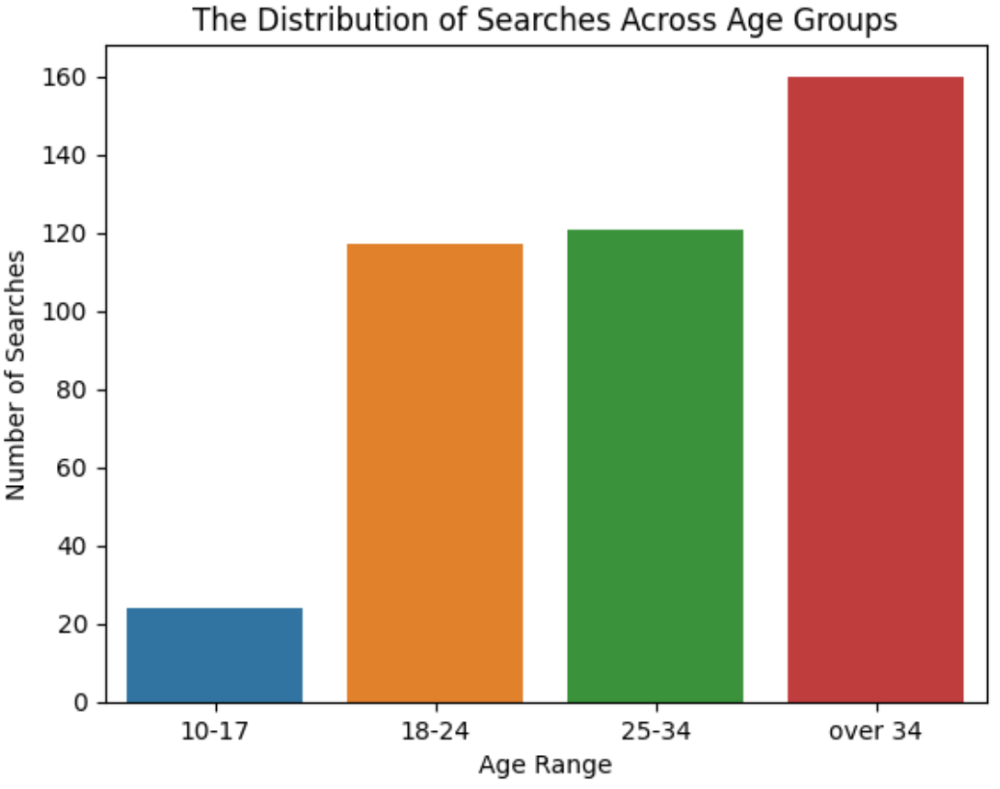 The Distribution of Searches Across Age Groups
160
140
120
100
80
60
40
20
0
Number of Searches
10-17 18-24 25-34 over 34
Age Range